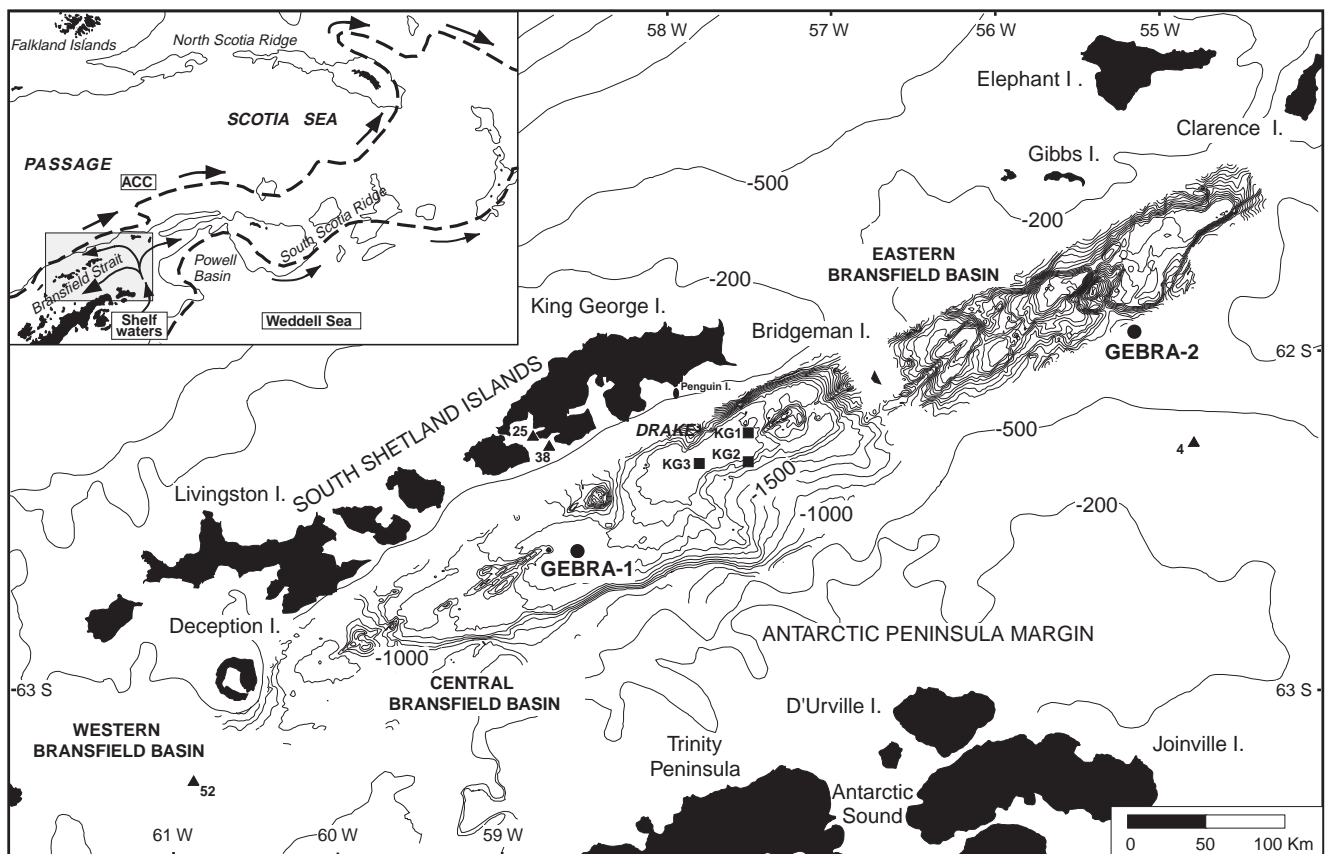 58 W
57 W
56 W
55 W
Falkland Islands
North Scotia Ridge
SCOTIA SEA
PASSAGE
ACC
South Scotia Ridge
Powell
Basin
Bransfield Strait
Shelf
waters
Weddell Sea
Elephant I .
Clarence I.
Gibbs I.
-500
-200
EASTERN
BRANSFIELD BASIN
-200
King George I.
Bridgeman I.
62 S
GEBRA-2
Penguin I.
SOUTH SHETLAND ISLANDS
25
38
DRAKE
KG1
KG2
KG3
-500
4
-1500
-1000
-200
Livingston I.
GEBRA-1
Deception I.
ANTARCTIC PENINSULA MARGIN
-1000
63 S
63 S
CENTRAL
BRANSFIELD BASIN
D'Urville I.
WESTERN
BRANSFIELD BASIN
Trinity
Peninsula
Joinville I.
52
Antarctic
Sound
61 W
60 W
59 W
0 50 100 Km